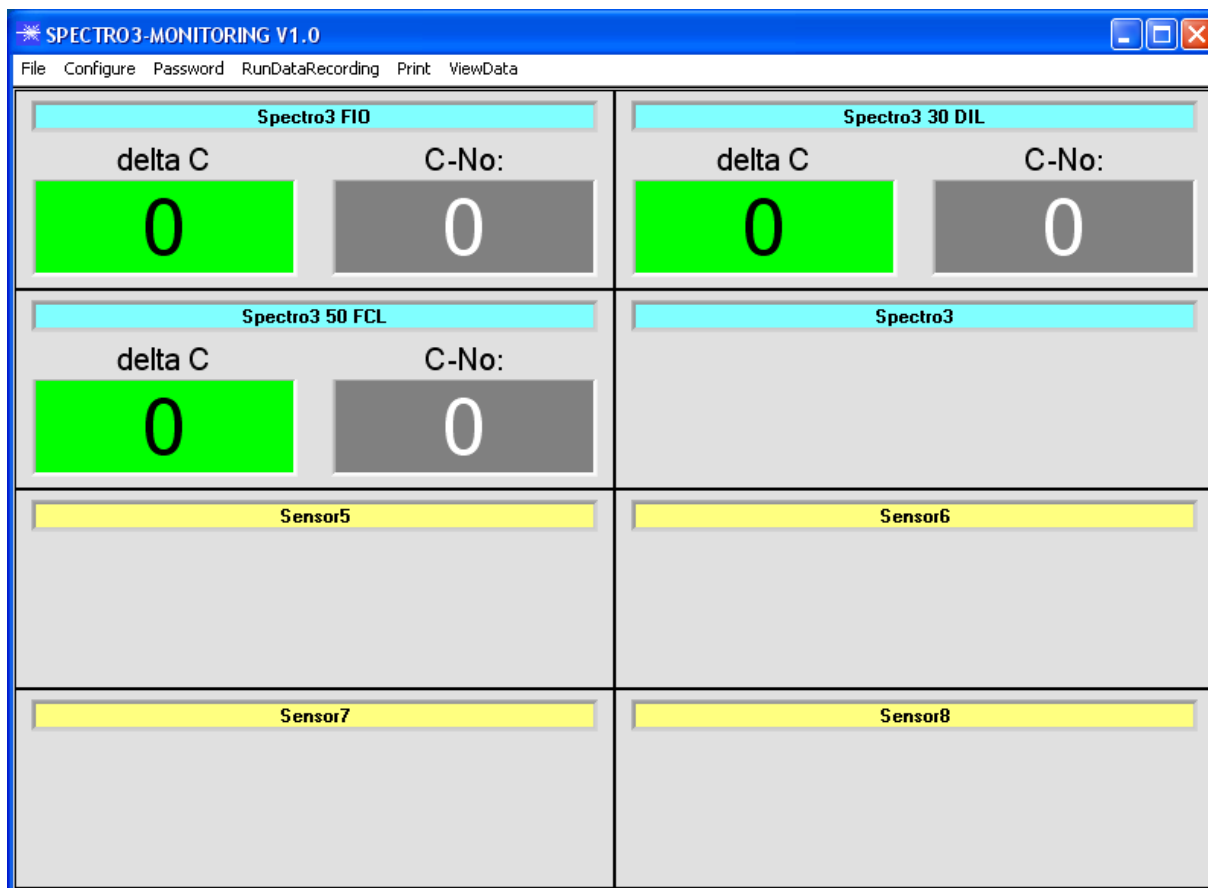 SPECTRO3-MONITORING V1.0
File Configure Password RunDataRecording Print ViewData
Spectro3 FIO
delta C C-No:
0 0
Spectro3 30 DIL
delta C C-No:
0 0
Spectro3 50 FCL
delta C C-No:
0 0
Spectro3
Sensor5
Sensor6
Sensor7
Sensor8